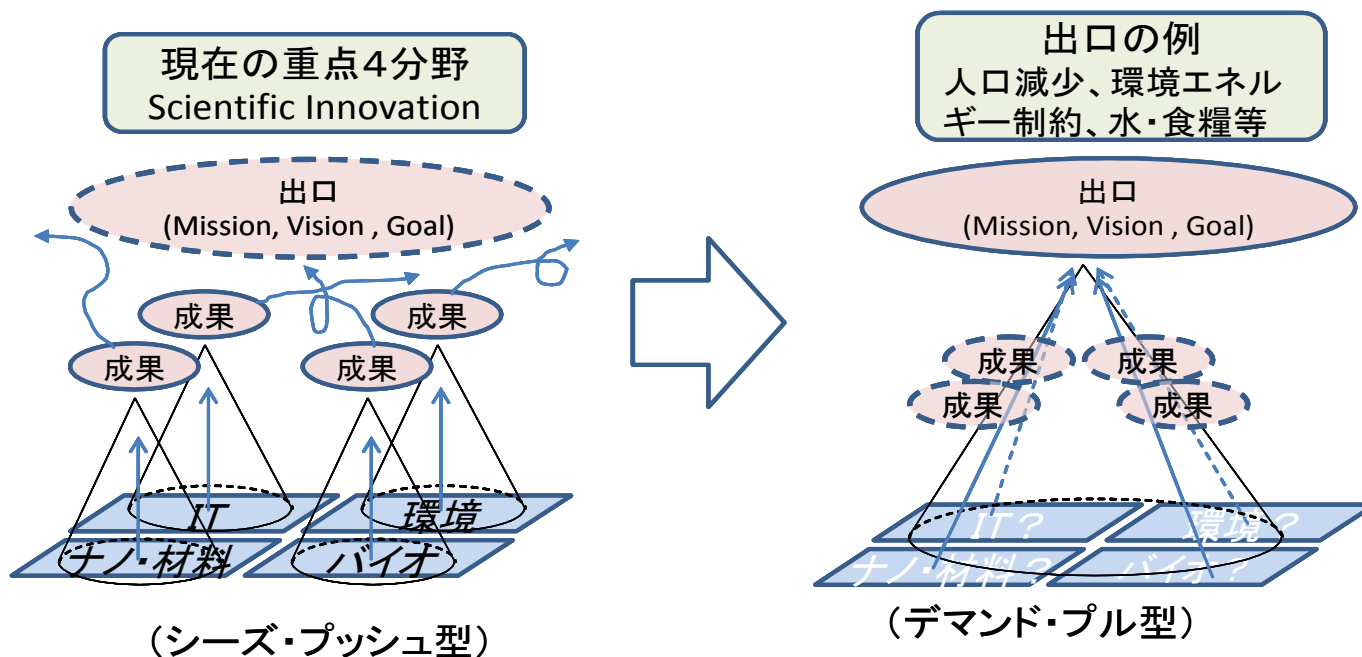 現在の重点4分野
Scientific Innovation
出口
(Mission, Vision , Goal)
成果
成果
成果
成果
IT
環境
ナノ・材料
バイオ
（シーズ・プッシュ型）
出口の例
人口減少、環境エネル
ギー制約、水・食糧等
出口
(Mission, Vision , Goal)
成果
成果
成果
成果
IT？
環境？
ナノ・材料？
バイオ？
（デマンド・プル型）